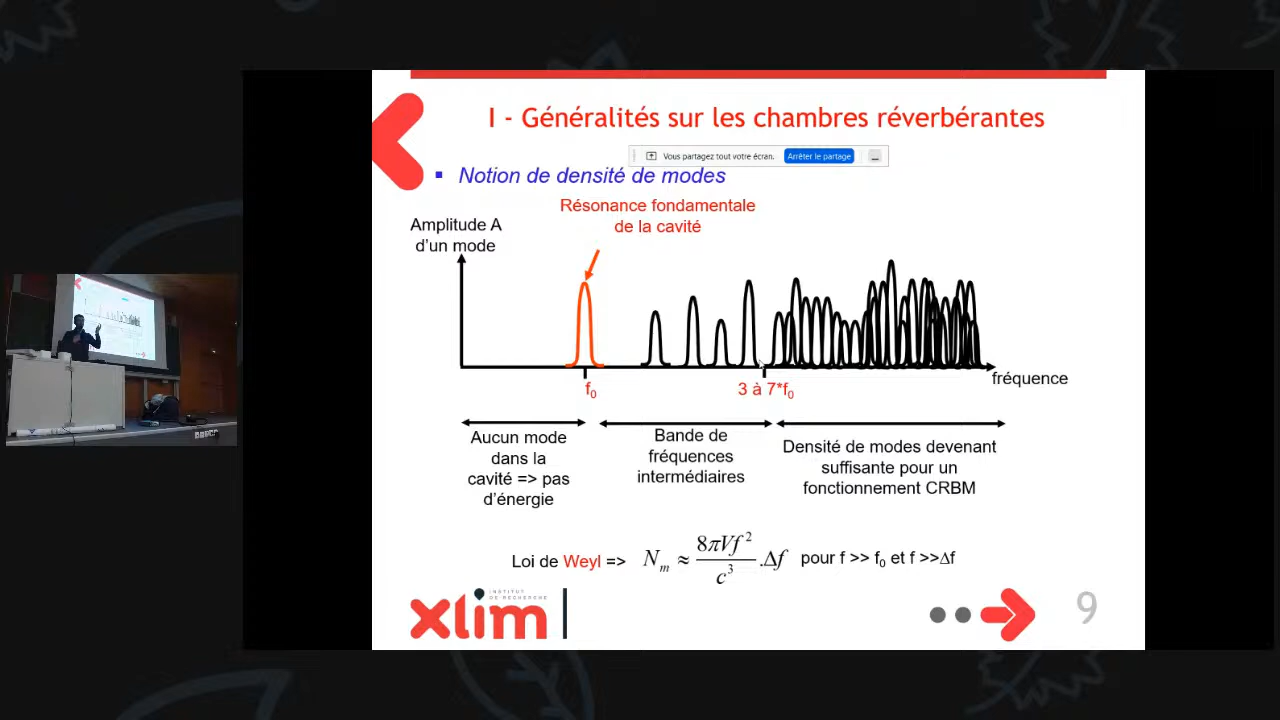 I - Généralités sur les chambres réverbérantes
Vous partagez tout votre écran. Arrêter le partage
▪ Notion de densité de modes
Résonance fondamentale
de la cavité
Amplitude A
d'un mode
fréquence
f₀
3 à 7*f₀
Aucun mode
dans la
cavité => pas
d'énergie
Bande de
fréquences
intermédiaires
Densité de modes devenant
suffisante pour un
fonctionnement CRBM
Loi de Weyl => Nₘ ≈ 8πVf²/c³ .Δf pour f >> f₀ et f >>Δf
INSTITUT
DE RECHERCHE
xlim
9